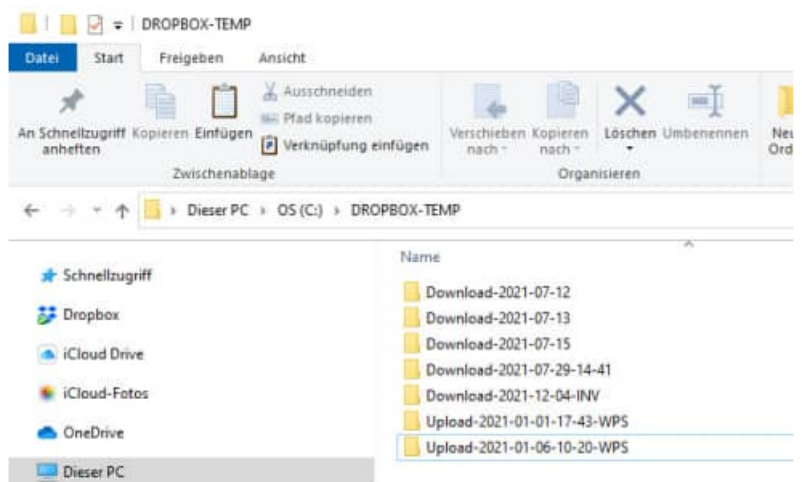 DROPBOX-TEMP
Datei Start Freigeben Ansicht
An Schnellzugriff anheften
Kopieren
Einfügen
Ausschneiden
Pfad kopieren
Verknüpfung einfügen
Zwischenablage
Verschieben nach
Kopieren nach
Löschen
Umbenennen
Organisieren
Neu
Ord
Dieser PC > OS (C:) > DROPBOX-TEMP
Name
Schnellzugriff
Dropbox
iCloud Drive
iCloud-Fotos
OneDrive
Dieser PC
Download-2021-07-12
Download-2021-07-13
Download-2021-07-15
Download-2021-07-29-14-41
Download-2021-12-04-INV
Upload-2021-01-01-17-43-WPS
Upload-2021-01-06-10-20-WPS